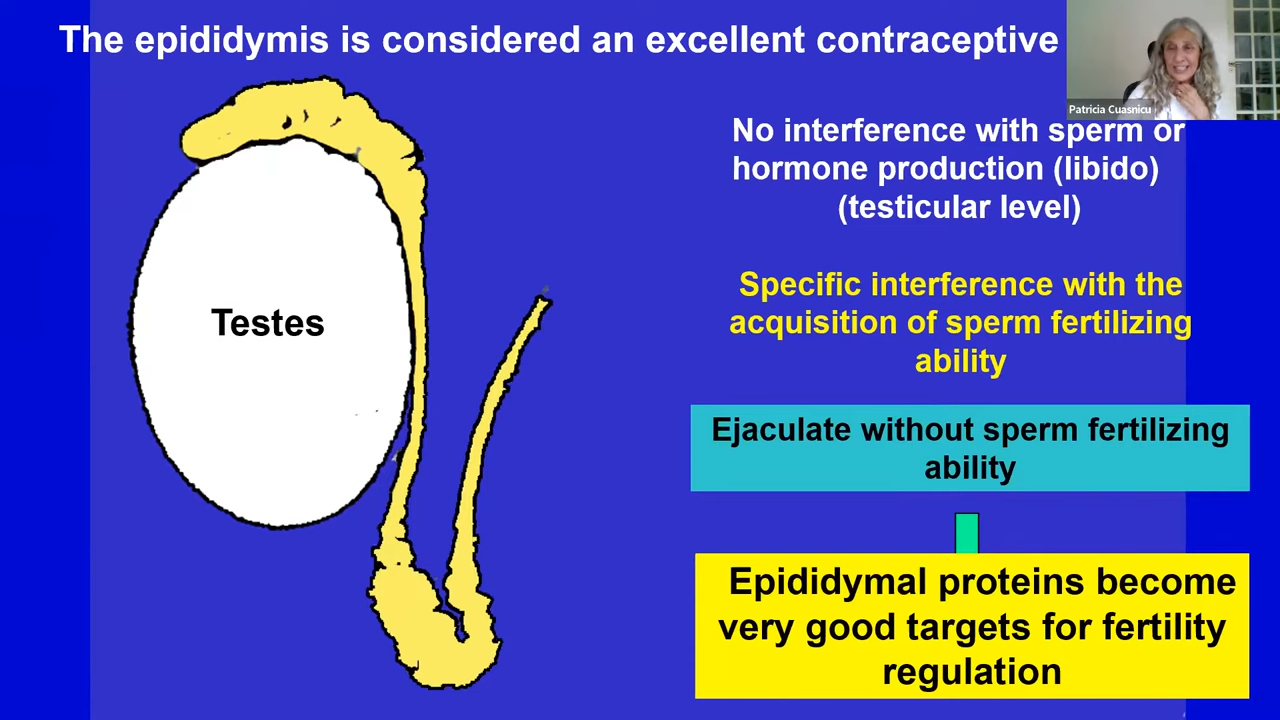 The epididymis is considered an excellent contraceptive
Patricia Cuasnicu
No interference with sperm or
hormone production (libido)
(testicular level)
Specific interference with the
acquisition of sperm fertilizing
ability
Testes
Ejaculate without sperm fertilizing
ability
Epididymal proteins become
very good targets for fertility
regulation